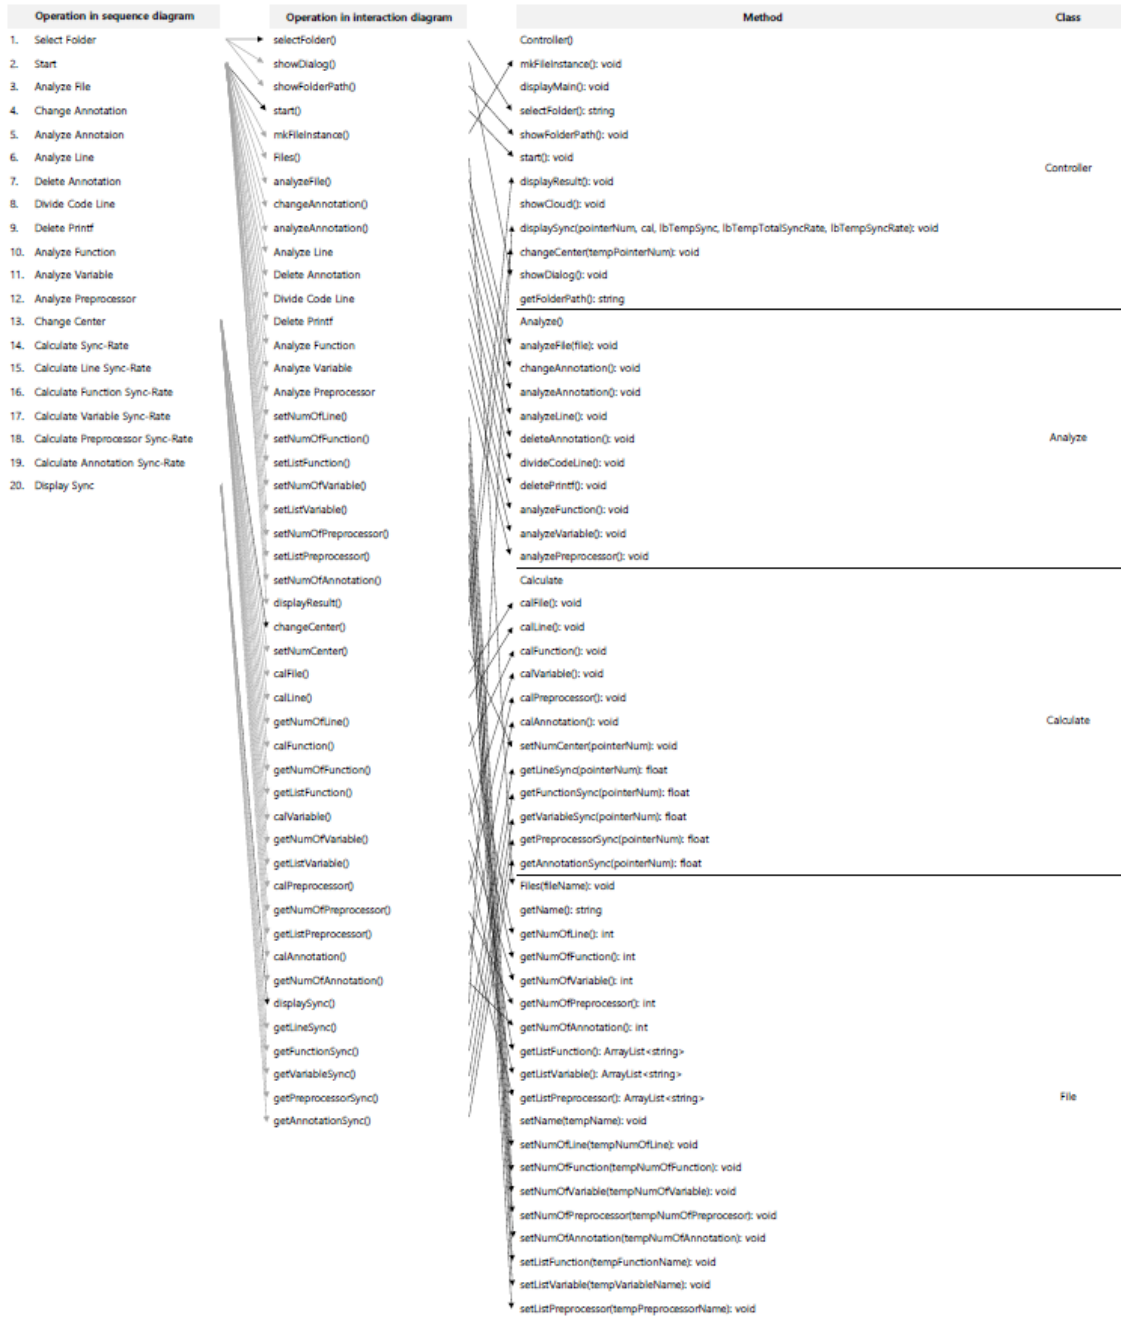 Operation in sequence diagram
1. Select Folder
2. Start
3. Analyze File
4. Change Annotation
5. Analyze Annotaion
6. Analyze Line
7. Delete Annotation
8. Divide Code Line
9. Delete Printf
10. Analyze Function
11. Analyze Variable
12. Analyze Preprocessor
13. Change Center
14. Calculate Sync-Rate
15. Calculate Line Sync-Rate
16. Calculate Function Sync-Rate
17. Calculate Variable Sync-Rate
18. Calculate Preprocessor Sync-Rate
19. Calculate Annotation Sync-Rate
20. Display Sync
Operation in interaction diagram
selectFolder()
showDialog()
showFolderPath()
start()
mkFileInstance()
Files()
analyzeFile()
changeAnnotation()
analyzeAnnotation()
Analyze Line
Delete Annotation
Divide Code Line
Delete Printf
Analyze Function
Analyze Variable
Analyze Preprocessor
setNumOfLine()
setNumOfFunction()
setListFunction()
setNumOfVariable()
setListVariable()
setNumOfPreprocessor()
setListPreprocessor()
setNumOfAnnotation()
displayResult()
changeCenter()
setNumCenter()
calFile()
calLine()
getNumOfLine()
calFunction()
getNumOfFunction()
getListFunction()
calVariable()
getNumOfVariable()
getListVariable()
calPreprocessor()
getNumOfPreprocessor()
getListPreprocessor()
calAnnotation()
getNumOfAnnotation()
displaySync()
getLineSync()
getFunctionSync()
getVariableSync()
getPreprocessorSync()
getAnnotationSync()
Method
Class
Controller()
mkFileInstance(): void
displayMain(): void
selectFolder(): string
showFolderPath(): void
start(): void
Controller
displayResult(): void
showCloud(): void
displaySync(pointerNum, cal, lbTempSync, lbTempTotalSyncRate, lbTempSyncRate): void
changeCenter(tempPointerNum): void
showDialog(): void
getFolderPath(): string
Analyze()
analyzeFile(file): void
changeAnnotation(): void
analyzeAnnotation(): void
analyzeLine(): void
deleteAnnotation(): void
Analyze
divideCodeLine(): void
deletePrintf(): void
analyzeFunction(): void
analyzeVariable(): void
analyzePreprocessor(): void
Calculate
calFile(): void
calLine(): void
calFunction(): void
calVariable(): void
calPreprocessor(): void
calAnnotation(): void
Calculate
setNumCenter(pointerNum): void
getLineSync(pointerNum): float
getFunctionSync(pointerNum): float
getVariableSync(pointerNum): float
getPreprocessorSync(pointerNum): float
getAnnotationSync(pointerNum): float
Files(fileName): void
getName(): string
getNumOfLine(): int
getNumOfFunction(): int
getNumOfVariable(): int
getNumOfPreprocessor(): int
getNumOfAnnotation(): int
getListFunction(): ArrayList<string>
getListVariable(): ArrayList<string>
getListPreprocessor(): ArrayList<string>
File
setName(tempName): void
setNumOfLine(tempNumOfLine): void
setNumOfFunction(tempNumOfFunction): void
setNumOfVariable(tempNumOfVariable): void
setNumOfPreprocessor(tempNumOfPreprocesor): void
setNumOfAnnotation(tempNumOfAnnotation): void
setListFunction(tempFunctionName): void
setListVariable(tempVariableName): void
setListPreprocessor(tempPreprocessorName): void